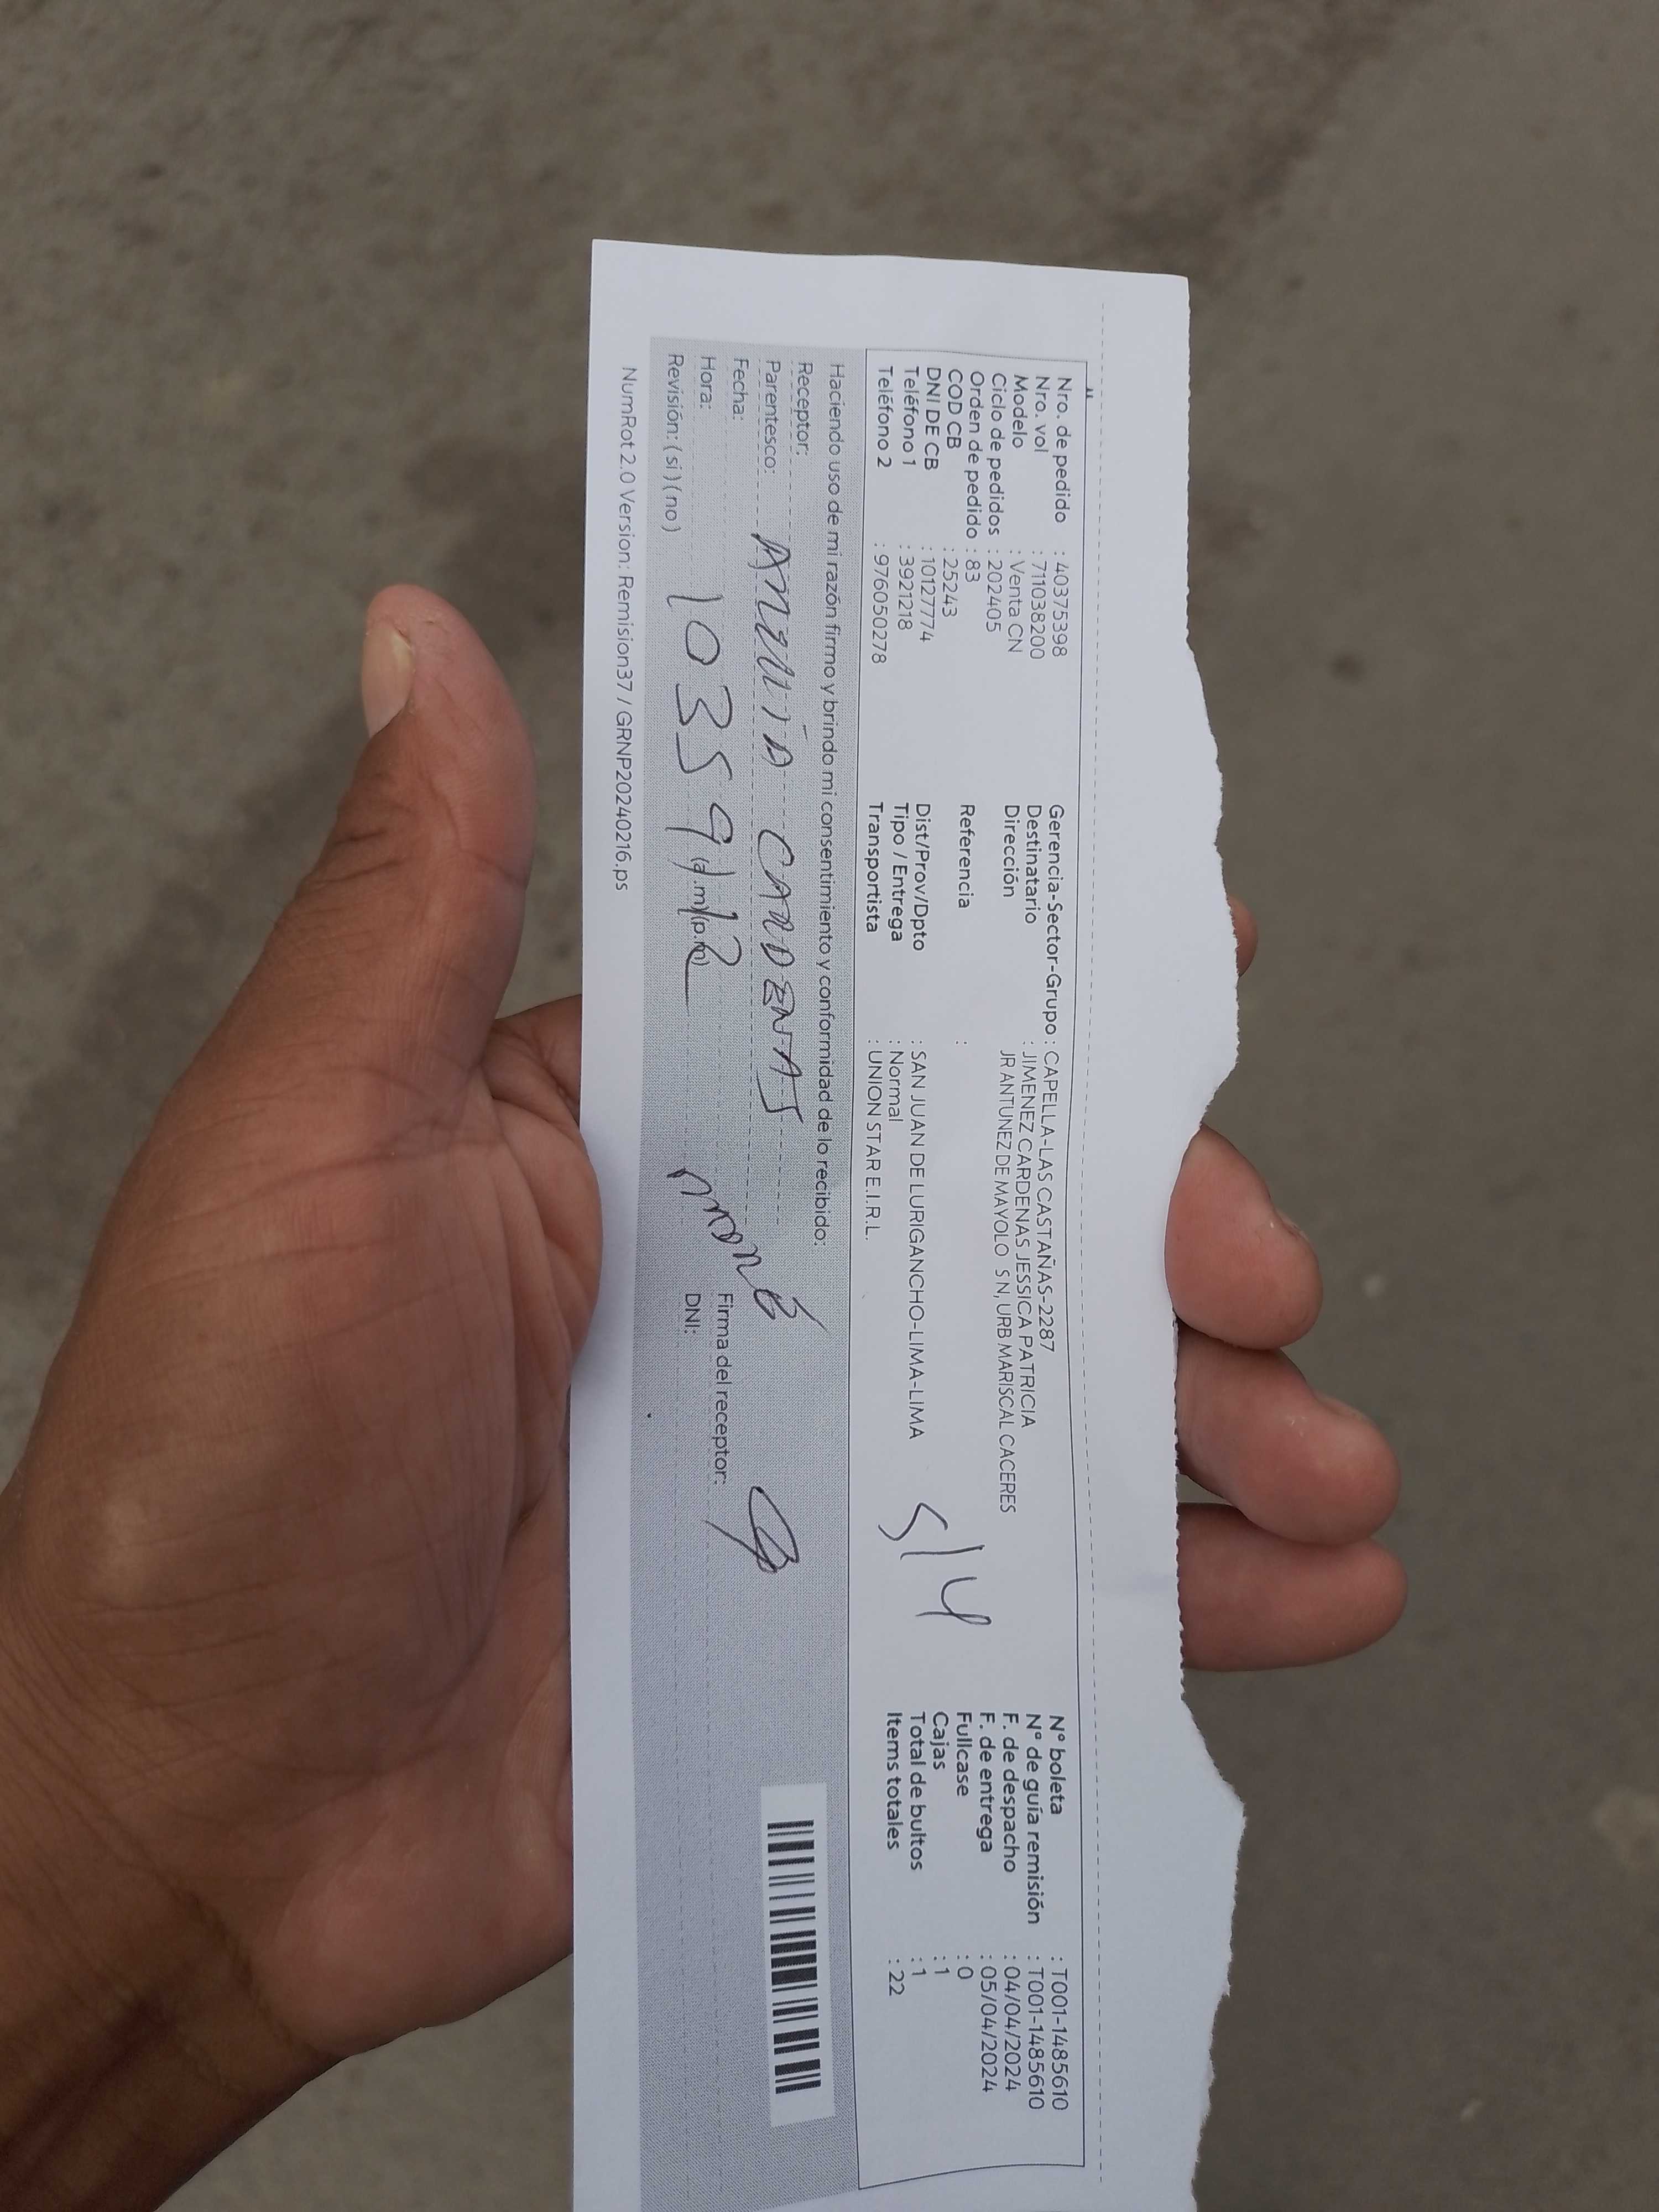 Nro. de pedido : 40375398
Nro. vol : 711038200
Modelo : Venta CN
Ciclo de pedidos : 202405
Orden de pedido : 83
COD CB : 25243
DNI DE CB : 10127774
Teléfono 1 : 3921218
Teléfono 2 : 976050278
Gerencia-Sector-Grupo : CAPELLA-LAS CASTAÑAS-2287
Destinatario : JIMENEZ CARDENAS JESSICA PATRICIA
Dirección JR ANTUNEZ DE MAYOLO S N, URB MARISCAL CACERES
Referencia :
Dist/Prov/Dpto : SAN JUAN DE LURIGANCHO-LIMA-LIMA
Tipo / Entrega : Normal
Transportista : UNION STAR E.I.R.L.
5/4
N° boleta : T001-1485610
N° de guía remisión : T001-1485610
F. de despacho : 04/04/2024
F. de entrega : 05/04/2024
Fullcase : 0
Cajas : 1
Total de bultos : 1
Items totales : 22
Haciendo uso de mi razón firmo y brindo mi consentimiento y conformidad de lo recibido:
Receptor:
Parentesco: CARDENAS
Fecha:
Hora: (a.m)(p.m)
Revisión: (si) (no)
Firma del receptor:
DNI:
NumRot 2.0 Version: Remision37 / GRNP20240216.ps